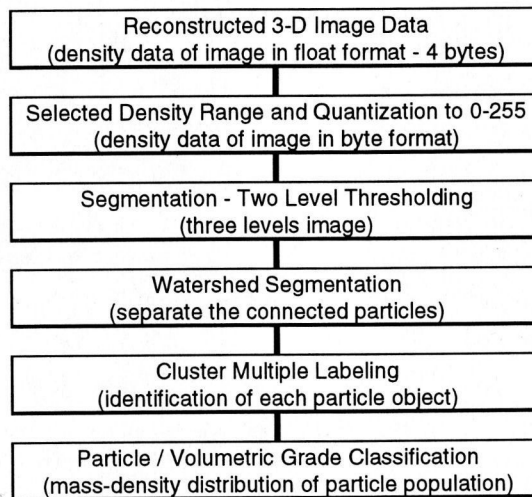 Reconstructed 3-D Image Data
(density data of image in float format - 4 bytes)
Selected Density Range and Quantization to 0-255
(density data of image in byte format)
Segmentation - Two Level Thresholding
(three levels image)
Watershed Segmentation
(separate the connected particles)
Cluster Multiple Labeling
(identification of each particle object)
Particle / Volumetric Grade Classification
(mass-density distribution of particle population)